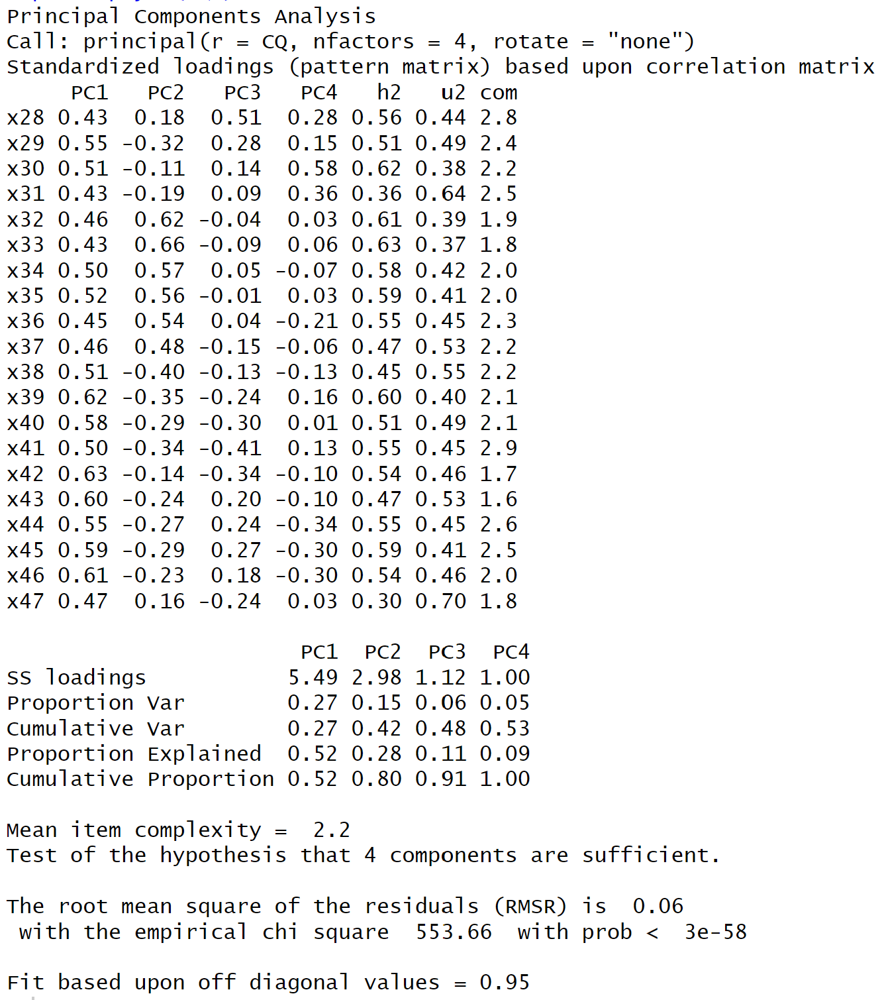 Principal Components Analysis
Call: principal(r = CQ, nfactors = 4, rotate = "none")
Standardized loadings (pattern matrix) based upon correlation matrix
PC1 PC2 PC3 PC4 h2 u2 com
x28 0.43 0.18 0.51 0.28 0.56 0.44 2.8
x29 0.55 -0.32 0.28 0.15 0.51 0.49 2.4
x30 0.51 -0.11 0.14 0.58 0.62 0.38 2.2
x31 0.43 -0.19 0.09 0.36 0.36 0.64 2.5
x32 0.46 0.62 -0.04 0.03 0.61 0.39 1.9
x33 0.43 0.66 -0.09 0.06 0.63 0.37 1.8
x34 0.50 0.57 0.05 -0.07 0.58 0.42 2.0
x35 0.52 0.56 -0.01 0.03 0.59 0.41 2.0
x36 0.45 0.54 0.04 -0.21 0.55 0.45 2.3
x37 0.46 0.48 -0.15 -0.06 0.47 0.53 2.2
x38 0.51 -0.40 -0.13 -0.13 0.45 0.55 2.2
x39 0.62 -0.35 -0.24 0.16 0.60 0.40 2.1
x40 0.58 -0.29 -0.30 0.01 0.51 0.49 2.1
x41 0.50 -0.34 -0.41 0.13 0.55 0.45 2.9
x42 0.63 -0.14 -0.34 -0.10 0.54 0.46 1.7
x43 0.60 -0.24 0.20 -0.10 0.47 0.53 1.6
x44 0.55 -0.27 0.24 -0.34 0.55 0.45 2.6
x45 0.59 -0.29 0.27 -0.30 0.59 0.41 2.5
x46 0.61 -0.23 0.18 -0.30 0.54 0.46 2.0
x47 0.47 0.16 -0.24 0.03 0.30 0.70 1.8
PC1 PC2 PC3 PC4
SS loadings 5.49 2.98 1.12 1.00
Proportion Var 0.27 0.15 0.06 0.05
Cumulative Var 0.27 0.42 0.48 0.53
Proportion Explained 0.52 0.28 0.11 0.09
Cumulative Proportion 0.52 0.80 0.91 1.00
Mean item complexity = 2.2
Test of the hypothesis that 4 components are sufficient.
The root mean square of the residuals (RMSR) is 0.06
with the empirical chi square 553.66 with prob < 3e-58
Fit based upon off diagonal values = 0.95